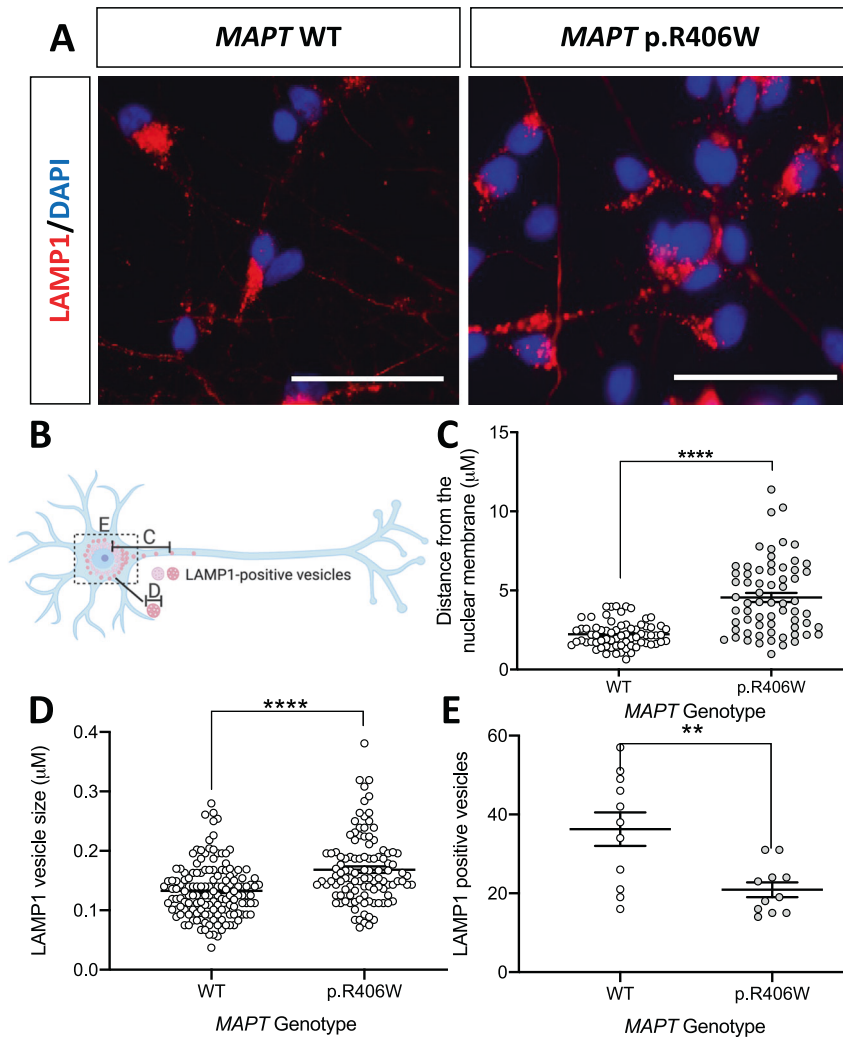 A
MAPT WT
MAPT p.R406W
LAMP1/DAPI
B
E
C
LAMP1-positive vesicles
D
C
Distance from the
nuclear membrane (μM)
15
10
5
0
****
WT
p.R406W
MAPT Genotype
D
LAMP1 vesicle size (μM)
0.4
0.3
0.2
0.1
0.0
****
WT
p.R406W
MAPT Genotype
E
LAMP1 positive vesicles
60
40
20
0
**
WT
p.R406W
MAPT Genotype